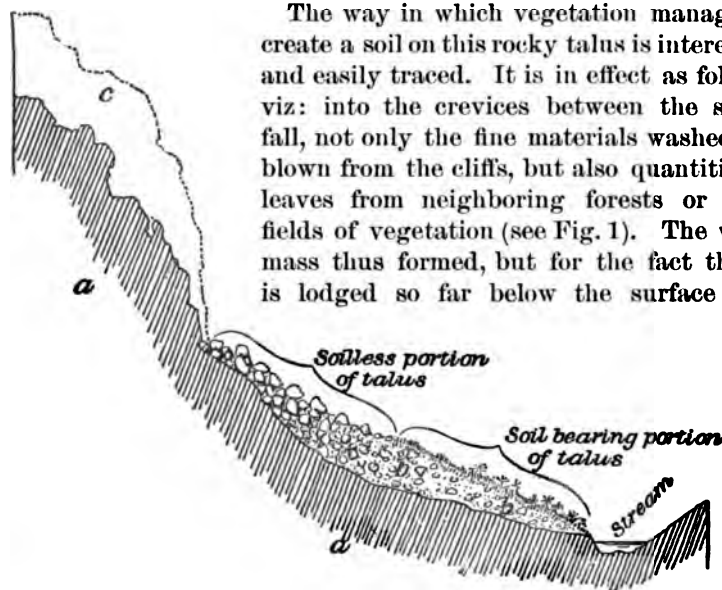 The way in which vegetation manag
create a soil on this rocky talus is intere
and easily traced. It is in effect as fol
viz: into the crevices between the s
fall, not only the fine materials washed
blown from the cliffs, but also quantiti
leaves from neighboring forests or
fields of vegetation (see Fig. 1). The v
mass thus formed, but for the fact th
is lodged so far below the surface
c
a
Soilless portion
of talus
Soil bearing portion
of talus
Stream
a